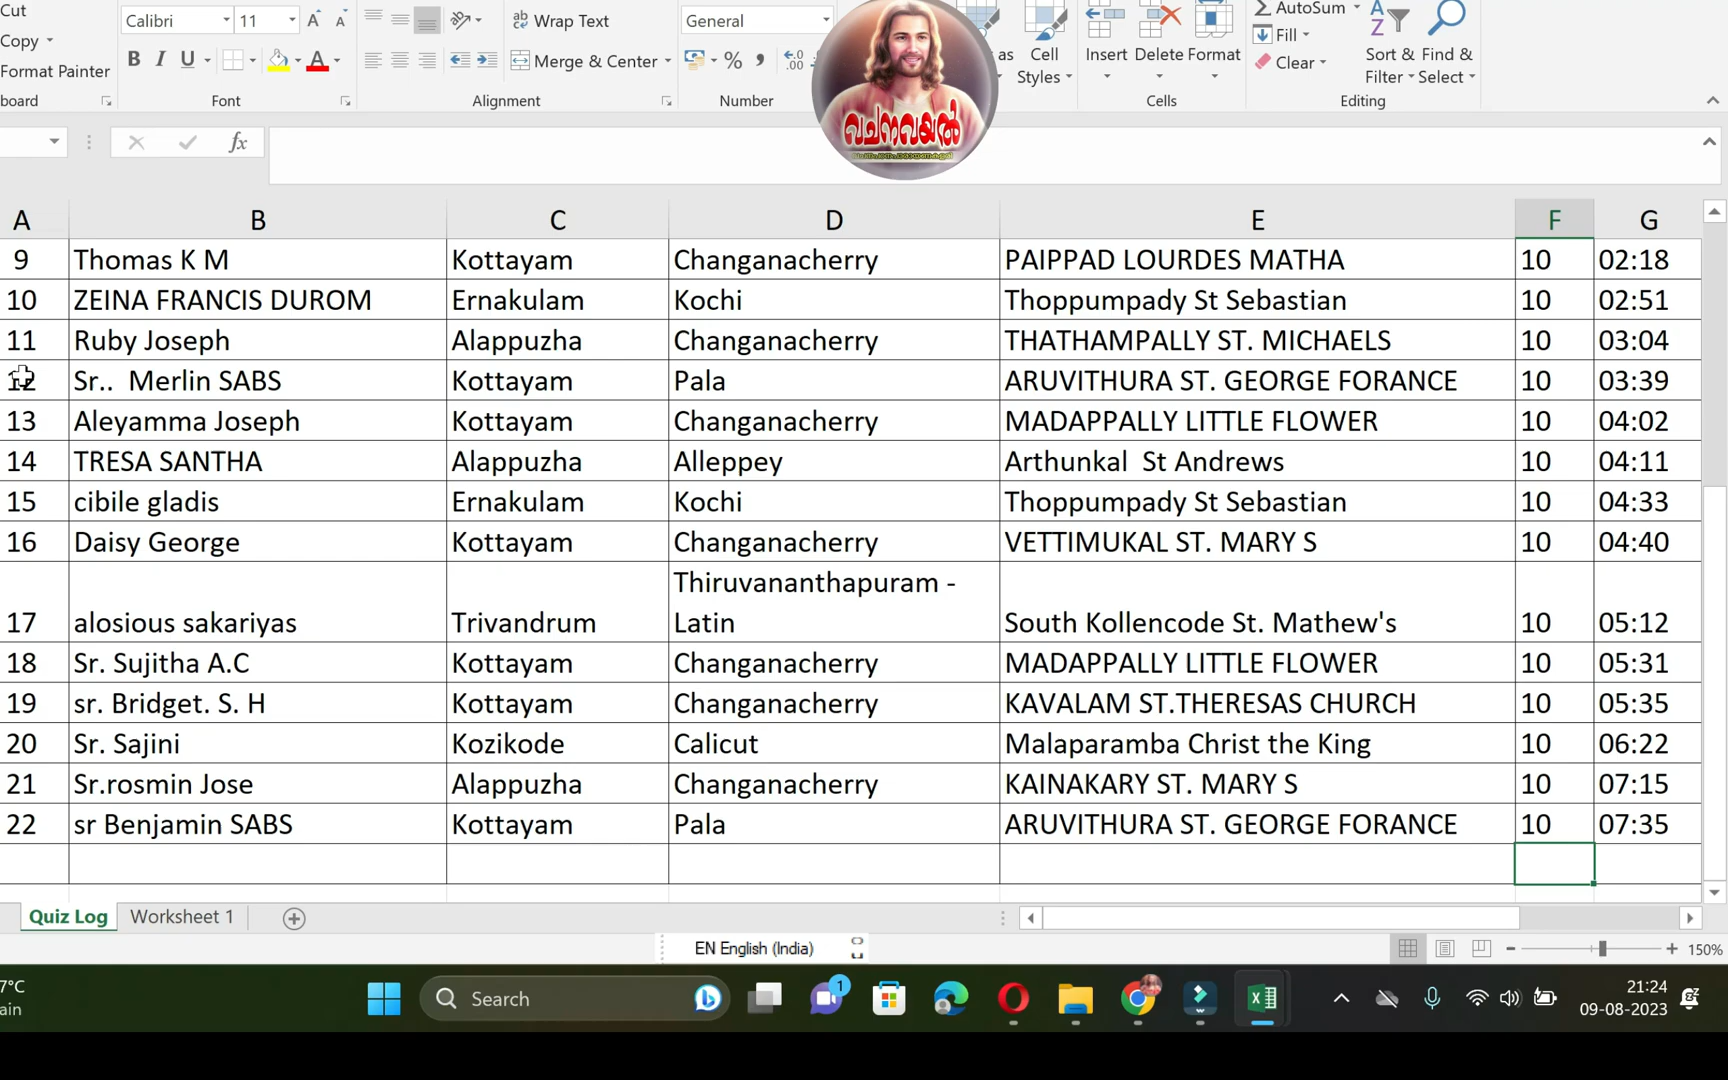 Cut
Copy
Format Painter
board
Calibri 11 A A
B I U A
Font
ab Wrap Text
Merge & Center
Alignment
General
% ,
Number
as
Cell
Styles
Insert Delete Format
Cells
AutoSum
Fill
Clear
Sort & Find &
Filter Select
Editing
വചനവയൽ
fx
A B C D E F G
9 Thomas K M Kottayam Changanacherry PAIPPAD LOURDES MATHA 10 02:18
10 ZEINA FRANCIS DUROM Ernakulam Kochi Thoppumpady St Sebastian 10 02:51
11 Ruby Joseph Alappuzha Changanacherry THATHAMPALLY ST. MICHAELS 10 03:04
12 Sr.. Merlin SABS Kottayam Pala ARUVITHURA ST. GEORGE FORANCE 10 03:39
13 Aleyamma Joseph Kottayam Changanacherry MADAPPALLY LITTLE FLOWER 10 04:02
14 TRESA SANTHA Alappuzha Alleppey Arthunkal St Andrews 10 04:11
15 cibile gladis Ernakulam Kochi Thoppumpady St Sebastian 10 04:33
16 Daisy George Kottayam Changanacherry VETTIMUKAL ST. MARY S 10 04:40
Thiruvananthapuram -
17 alosious sakariyas Trivandrum Latin South Kollencode St. Mathew's 10 05:12
18 Sr. Sujitha A.C Kottayam Changanacherry MADAPPALLY LITTLE FLOWER 10 05:31
19 sr. Bridget. S. H Kottayam Changanacherry KAVALAM ST.THERESAS CHURCH 10 05:35
20 Sr. Sajini Kozikode Calicut Malaparamba Christ the King 10 06:22
21 Sr.rosmin Jose Alappuzha Changanacherry KAINAKARY ST. MARY S 10 07:15
22 sr Benjamin SABS Kottayam Pala ARUVITHURA ST. GEORGE FORANCE 10 07:35
Quiz Log Worksheet 1
EN English (India)
150%
7°C
ain
Search
1
21:24
09-08-2023